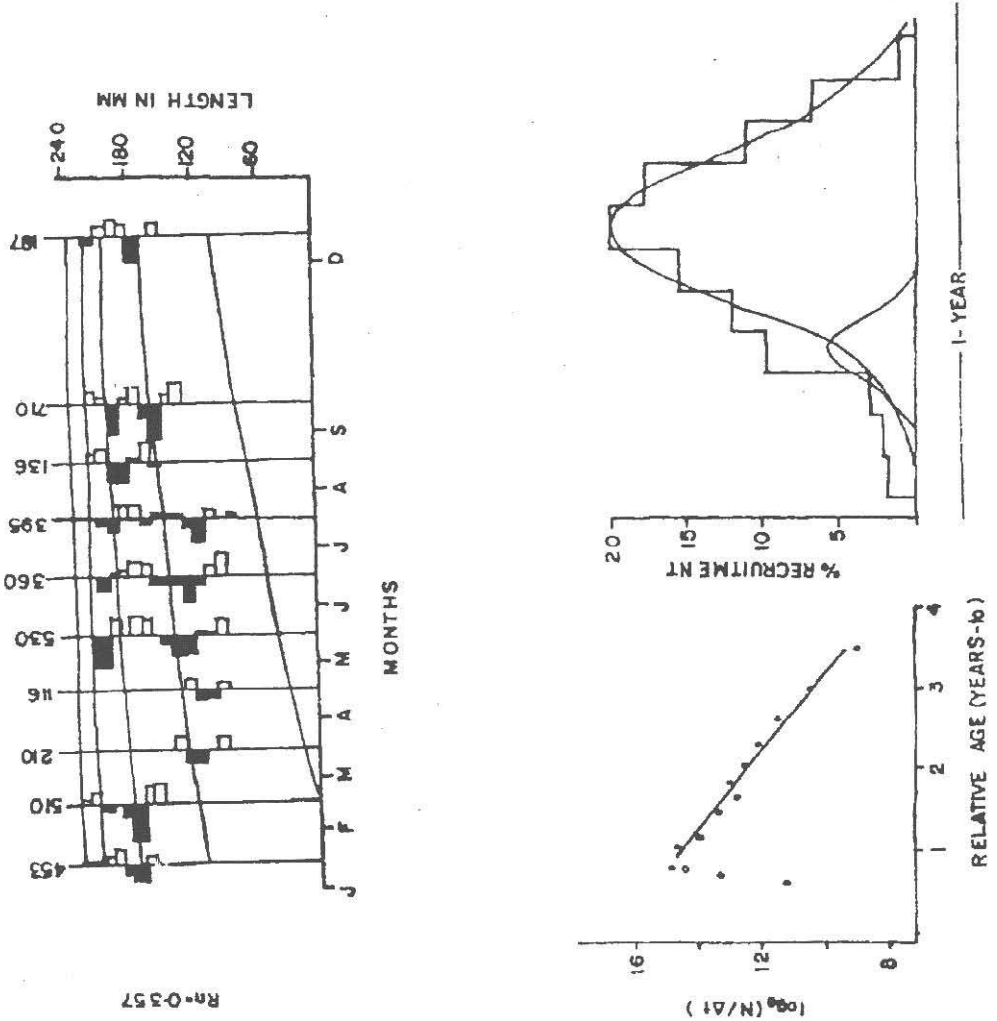 Rn=0.357
LENGTH IN MM
240
180
120
60
453
510
210
116
530
360
395
136
710
187
J
F
M
A
M
J
J
A
S
D
MONTHS
loge(N/Δt)
16
12
8
1
2
3
4
RELATIVE AGE (YEARS-to)
% RECRUITMENT
20
15
10
5
1-YEAR